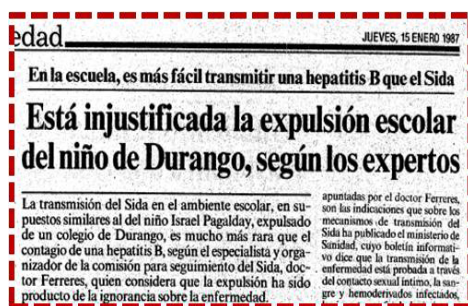 edad
JUEVES, 15 ENERO 1987
En la escuela, es más fácil transmitir una hepatitis B que el Sida
Está injustificada la expulsión escolar
del niño de Durango, según los expertos
La transmisión del Sida en el ambiente escolar, en su-
puestos similares al del niño Israel Pagalday, expulsado
de un colegio de Durango, es mucho más rara que el
contagio de una hepatitis B, según el especialista y orga-
nizador de la comisión para seguimiento del Sida, doc-
tor Ferreres, quien considera que la expulsión ha sido
producto de la ignorancia sobre la enfermedad.
apuntadas por el doctor Ferreres,
son las indicaciones que sobre los
mecanismos de transmisión del
Sida ha publicado el ministerio de
Sanidad, cuyo boletín informati-
vo dice que la transmisión de la
enfermedad está probada a través
del contacto sexual íntimo, la san-
gre y hemoderivados infectados,